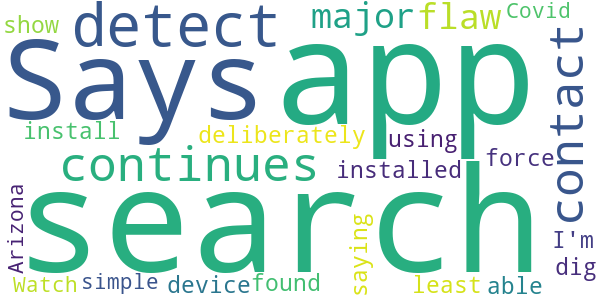 show
detect
major
flaw
Covid
Says
app
contact
install
deliberately
using
continues
installed
force
search
Arizona
saying
I'm
dig
Watch
simple
device
found
least
able